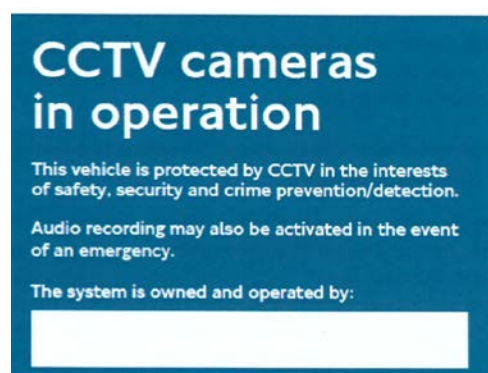 CCTV cameras
in operation
This vehicle is protected by CCTV in the interests
of safety, security and crime prevention/detection.
Audio recording may also be activated in the event
of an emergency.
The system is owned and operated by: